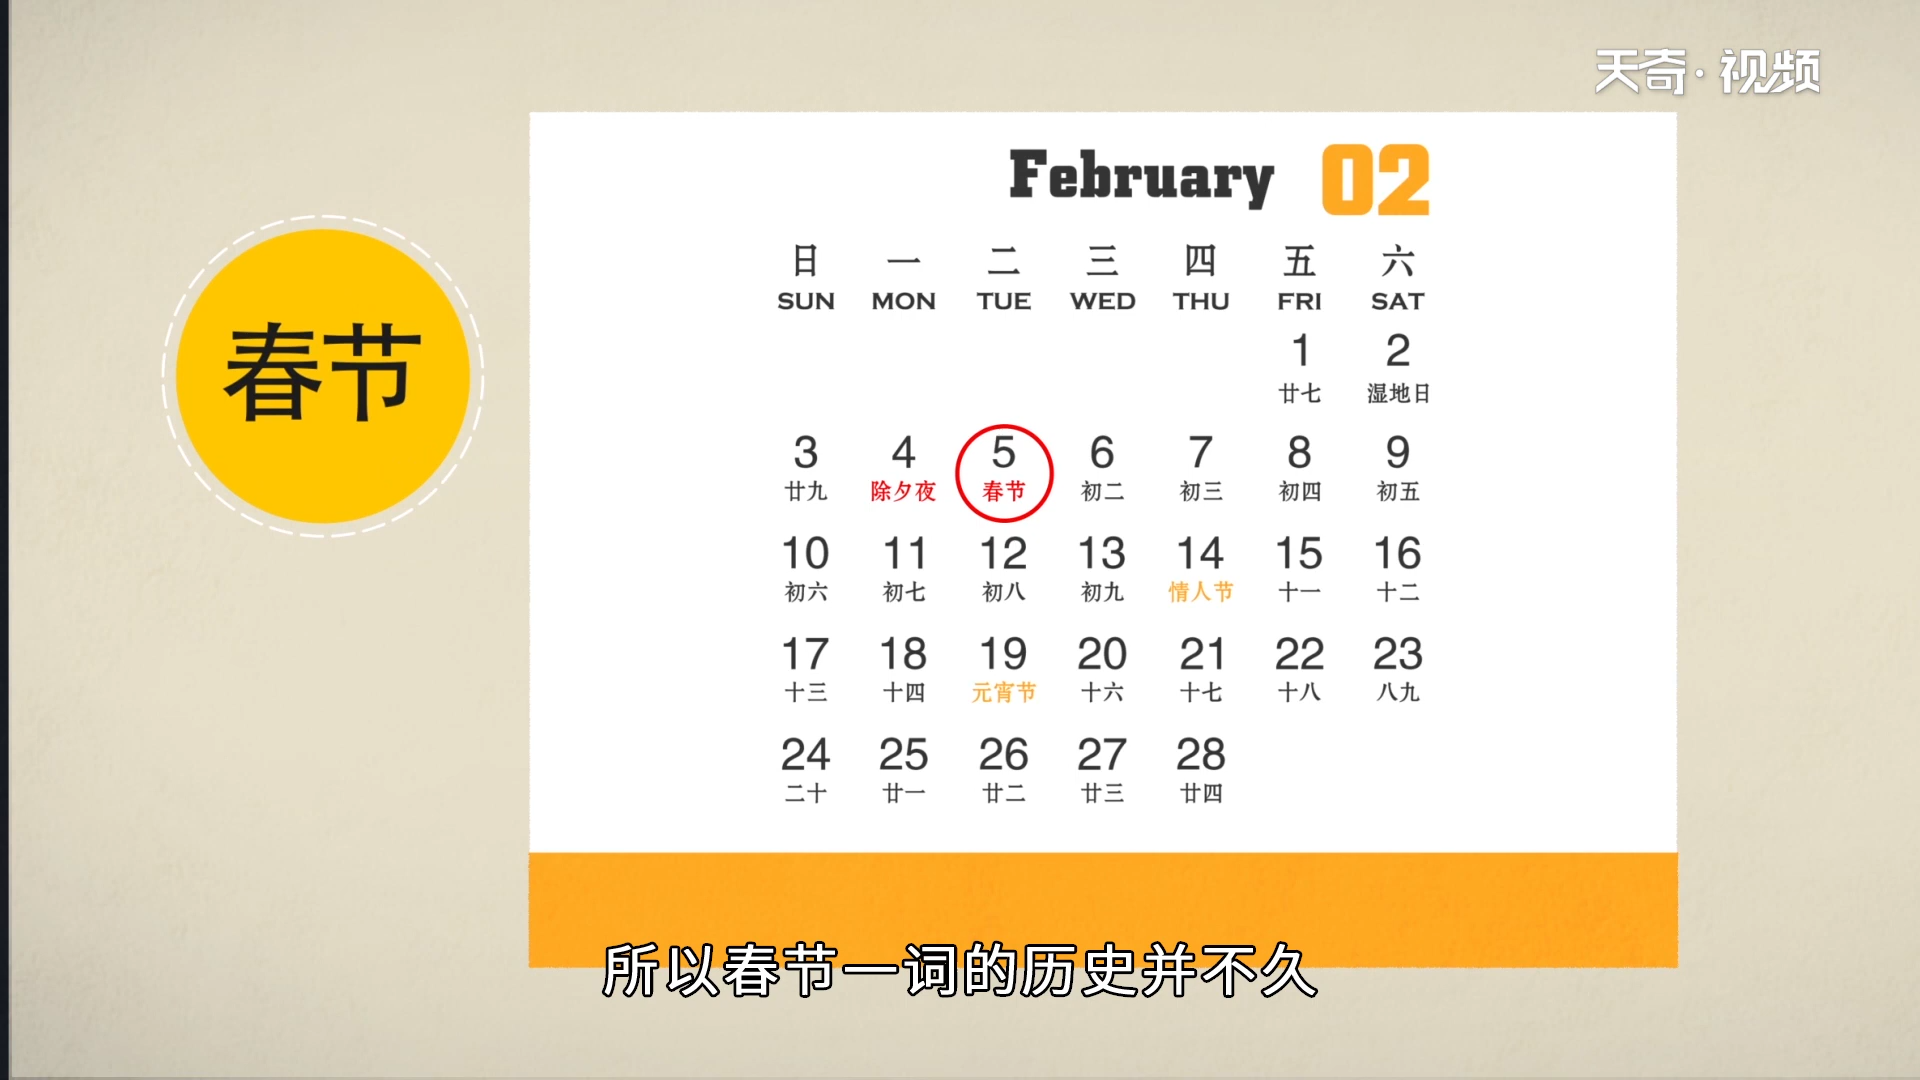 天奇·视频
February 02
日 一 二 三 四 五 六
SUN MON TUE WED THU FRI SAT
1 2
廿七 湿地日
3 4 5 6 7 8 9
廿九 除夕夜 春节 初二 初三 初四 初五
春节
10 11 12 13 14 15 16
初六 初七 初八 初九 情人节 十一 十二
17 18 19 20 21 22 23
十三 十四 元宵节 十六 十七 十八 八九
24 25 26 27 28
二十 廿一 廿二 廿三 廿四
所以春节一词的历史并不久